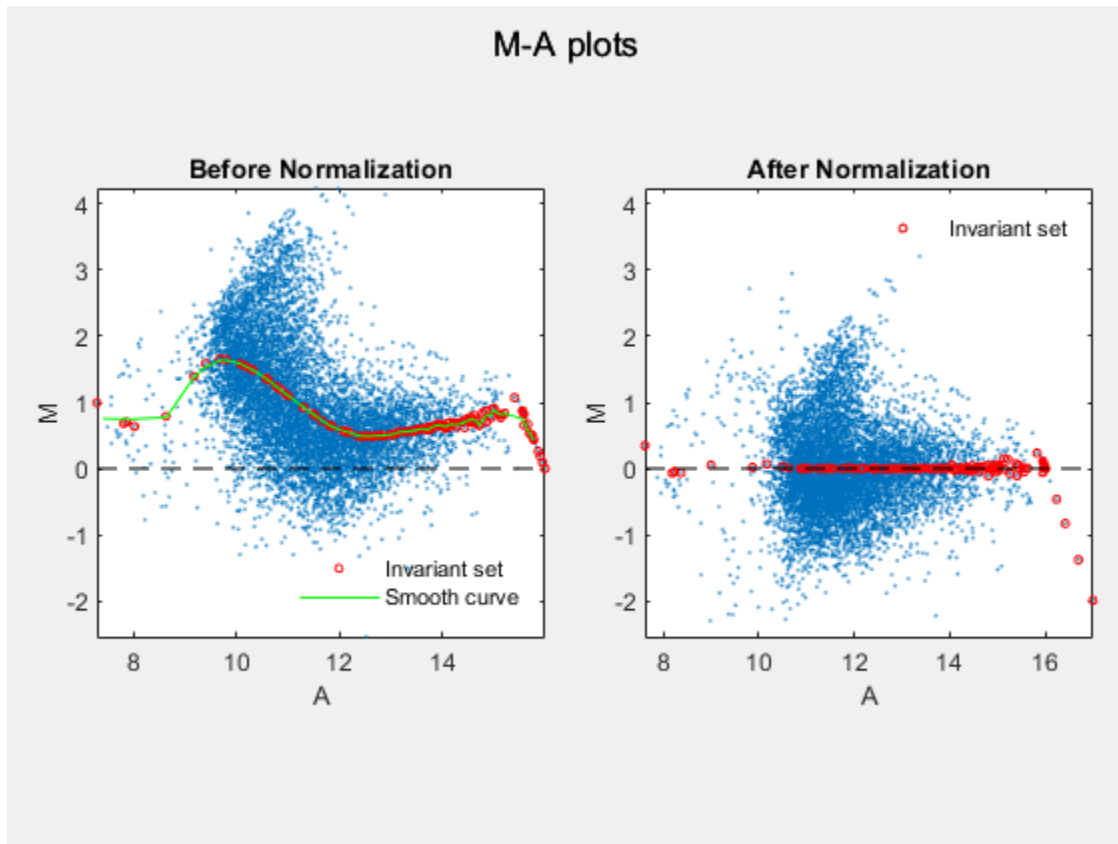 M-A plots
Before Normalization
4
3
2
1
0
-1
-2
M
8 10 12 14
A
Invariant set
Smooth curve
After Normalization
4
3
2
1
0
-1
-2
M
8 10 12 14 16
A
Invariant set